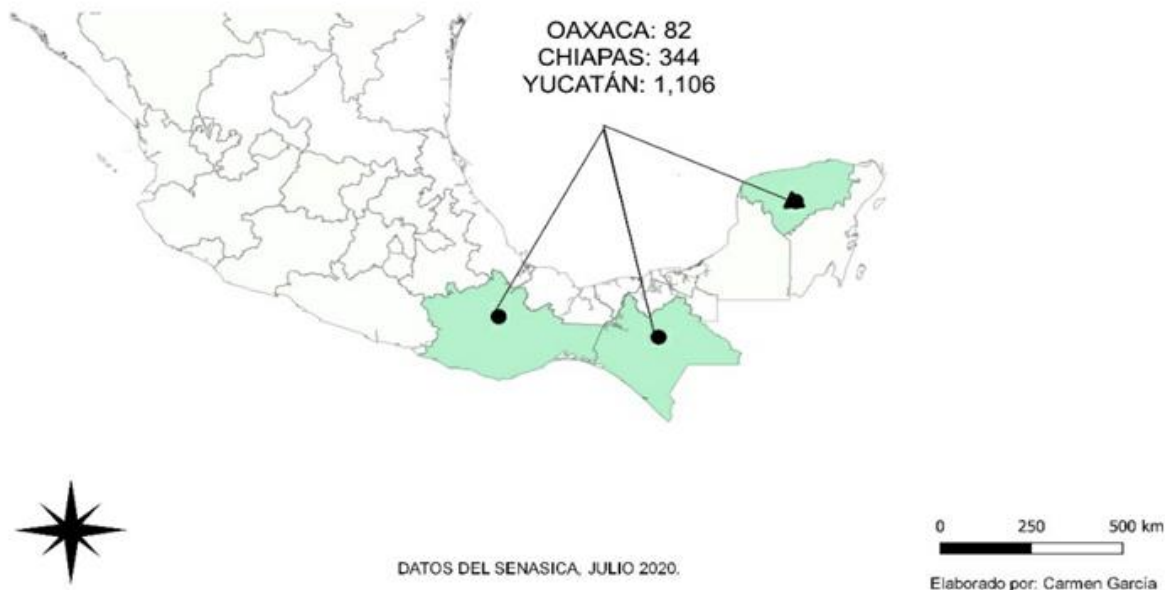 OAXACA: 82
CHIAPAS: 344
YUCATÁN: 1,106
0 250 500 km
DATOS DEL SENASICA, JULIO 2020.
Elaborado por: Carmen García